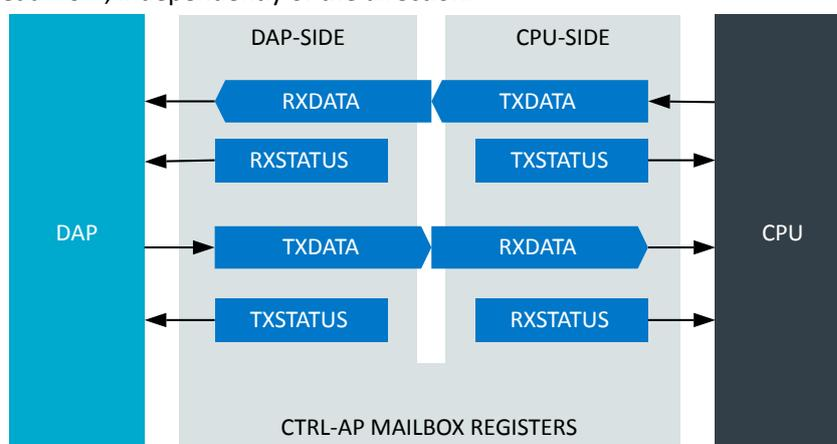 DAP-SIDE CPU-SIDE
RXDATA TXDATA
RXSTATUS TXSTATUS
DAP CPU
TXDATA RXDATA
TXSTATUS RXSTATUS
CTRL-AP MAILBOX REGISTERS